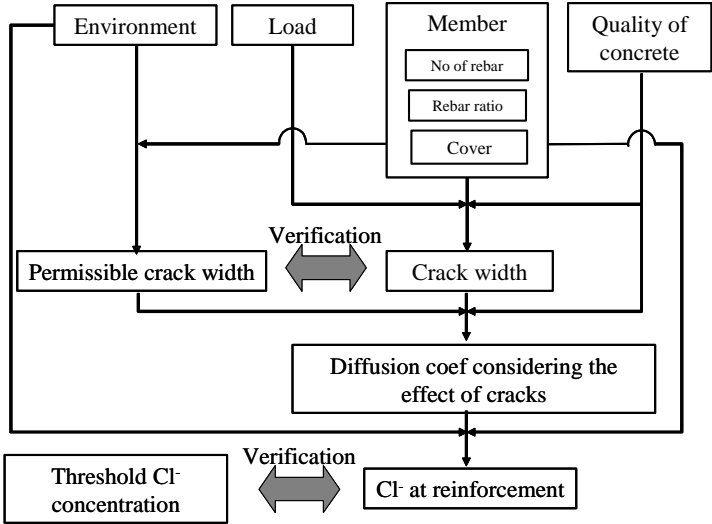 Environment
Load
Member
Quality of
concrete
No of rebar
Rebar ratio
Cover
Verification
Permissible crack width
Crack width
Diffusion coef considering the
effect of cracks
Verification
Threshold Cl⁻
concentration
Cl⁻ at reinforcement